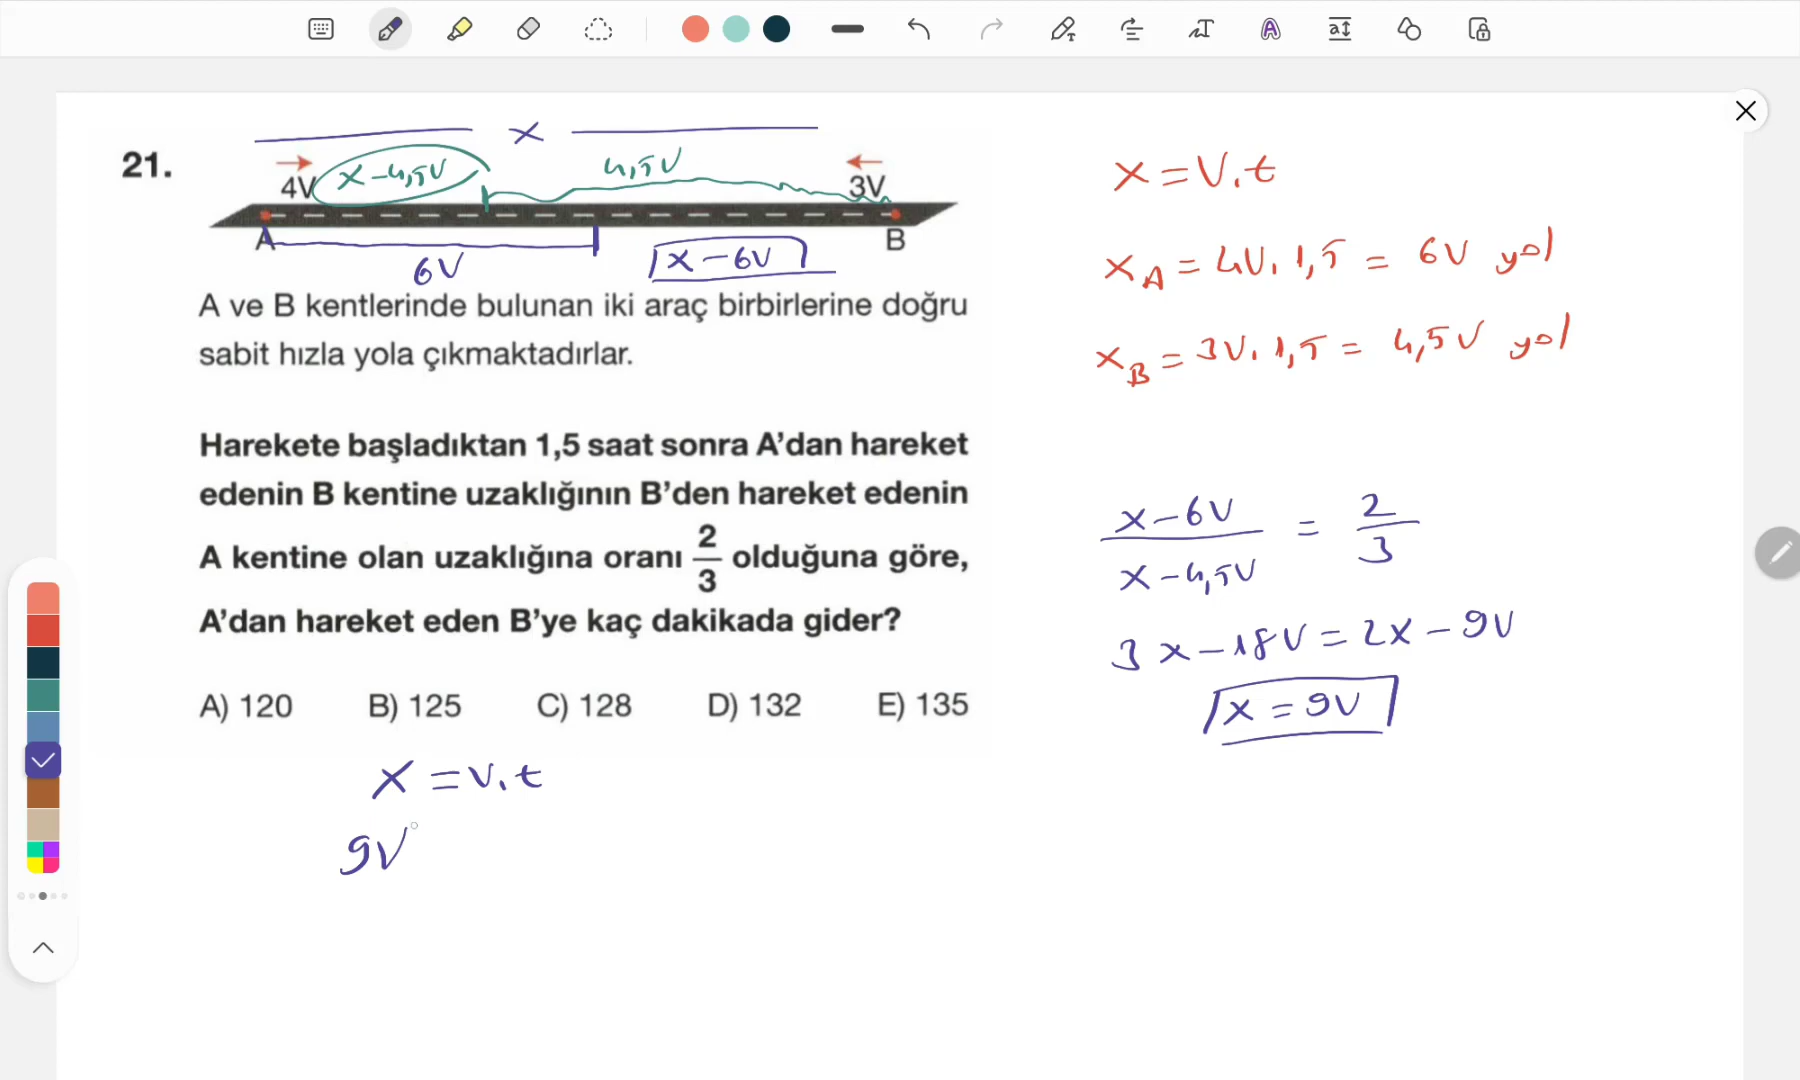 x
21.
4V
x-4,5V
4,5V
3V
A
B
6V
x-6V
A ve B kentlerinde bulunan iki araç birbirlerine doğru
sabit hızla yola çıkmaktadırlar.
Harekete başladıktan 1,5 saat sonra A'dan hareket
edenin B kentine uzaklığının B'den hareket edenin
A kentine olan uzaklığına oranı 2/3 olduğuna göre,
A'dan hareket eden B'ye kaç dakikada gider?
A) 120 B) 125 C) 128 D) 132 E) 135
x = v.t
9V
x = V.t
x_A = 4V. 1,5 = 6V yol
x_B = 3V. 1,5 = 4,5V yol
x-6V / x-4,5V = 2/3
3x-18V = 2x-9V
x = 9V